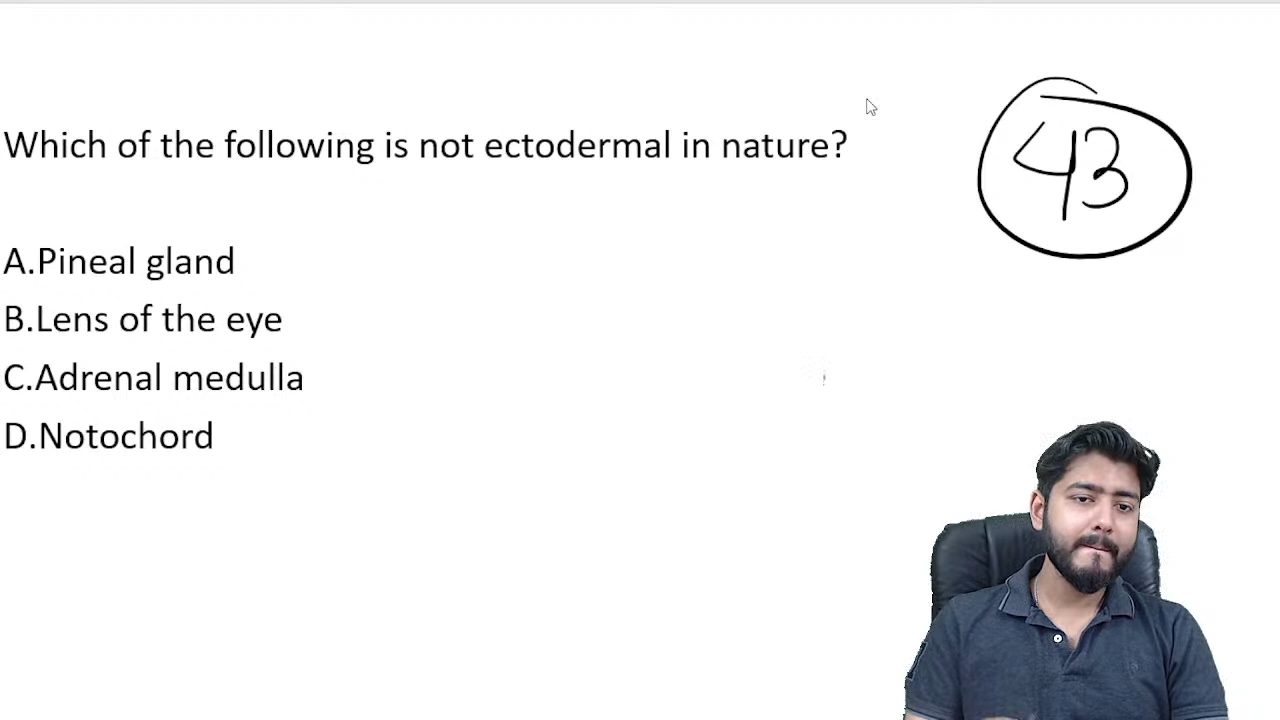 Which of the following is not ectodermal in nature?
43
A.Pineal gland
B.Lens of the eye
C.Adrenal medulla
D.Notochord